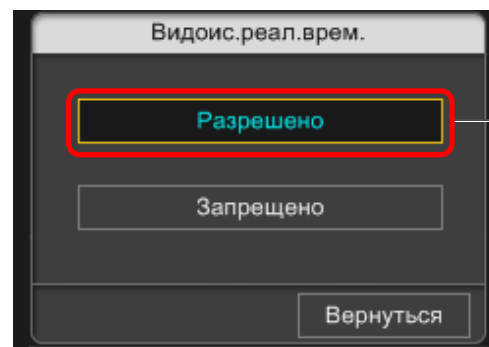 Видоис.реал.врем.
Разрешено
Запрещено
Вернуться